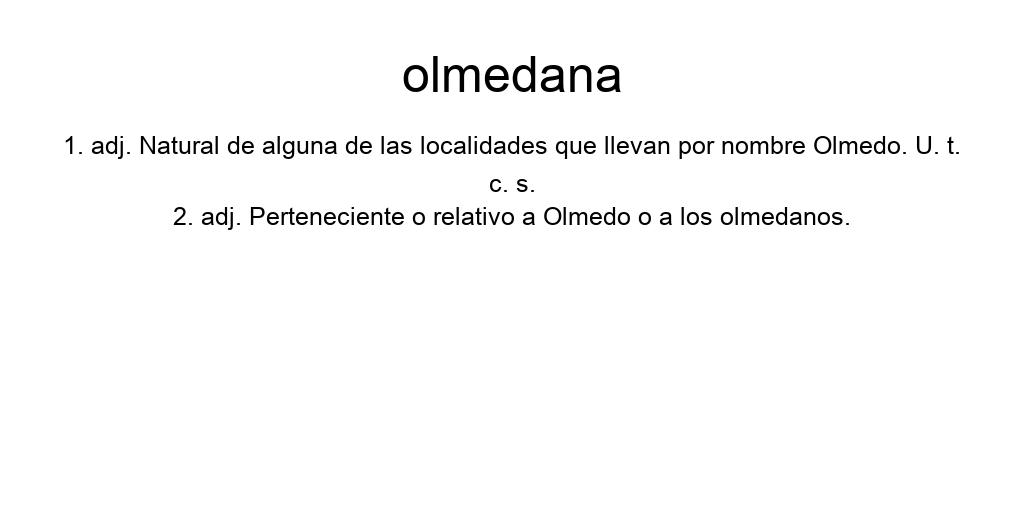 olmedana
1. adj. Natural de alguna de las localidades que llevan por nombre Olmedo. U. t.
c. s.
2. adj. Perteneciente o relativo a Olmedo o a los olmedanos.